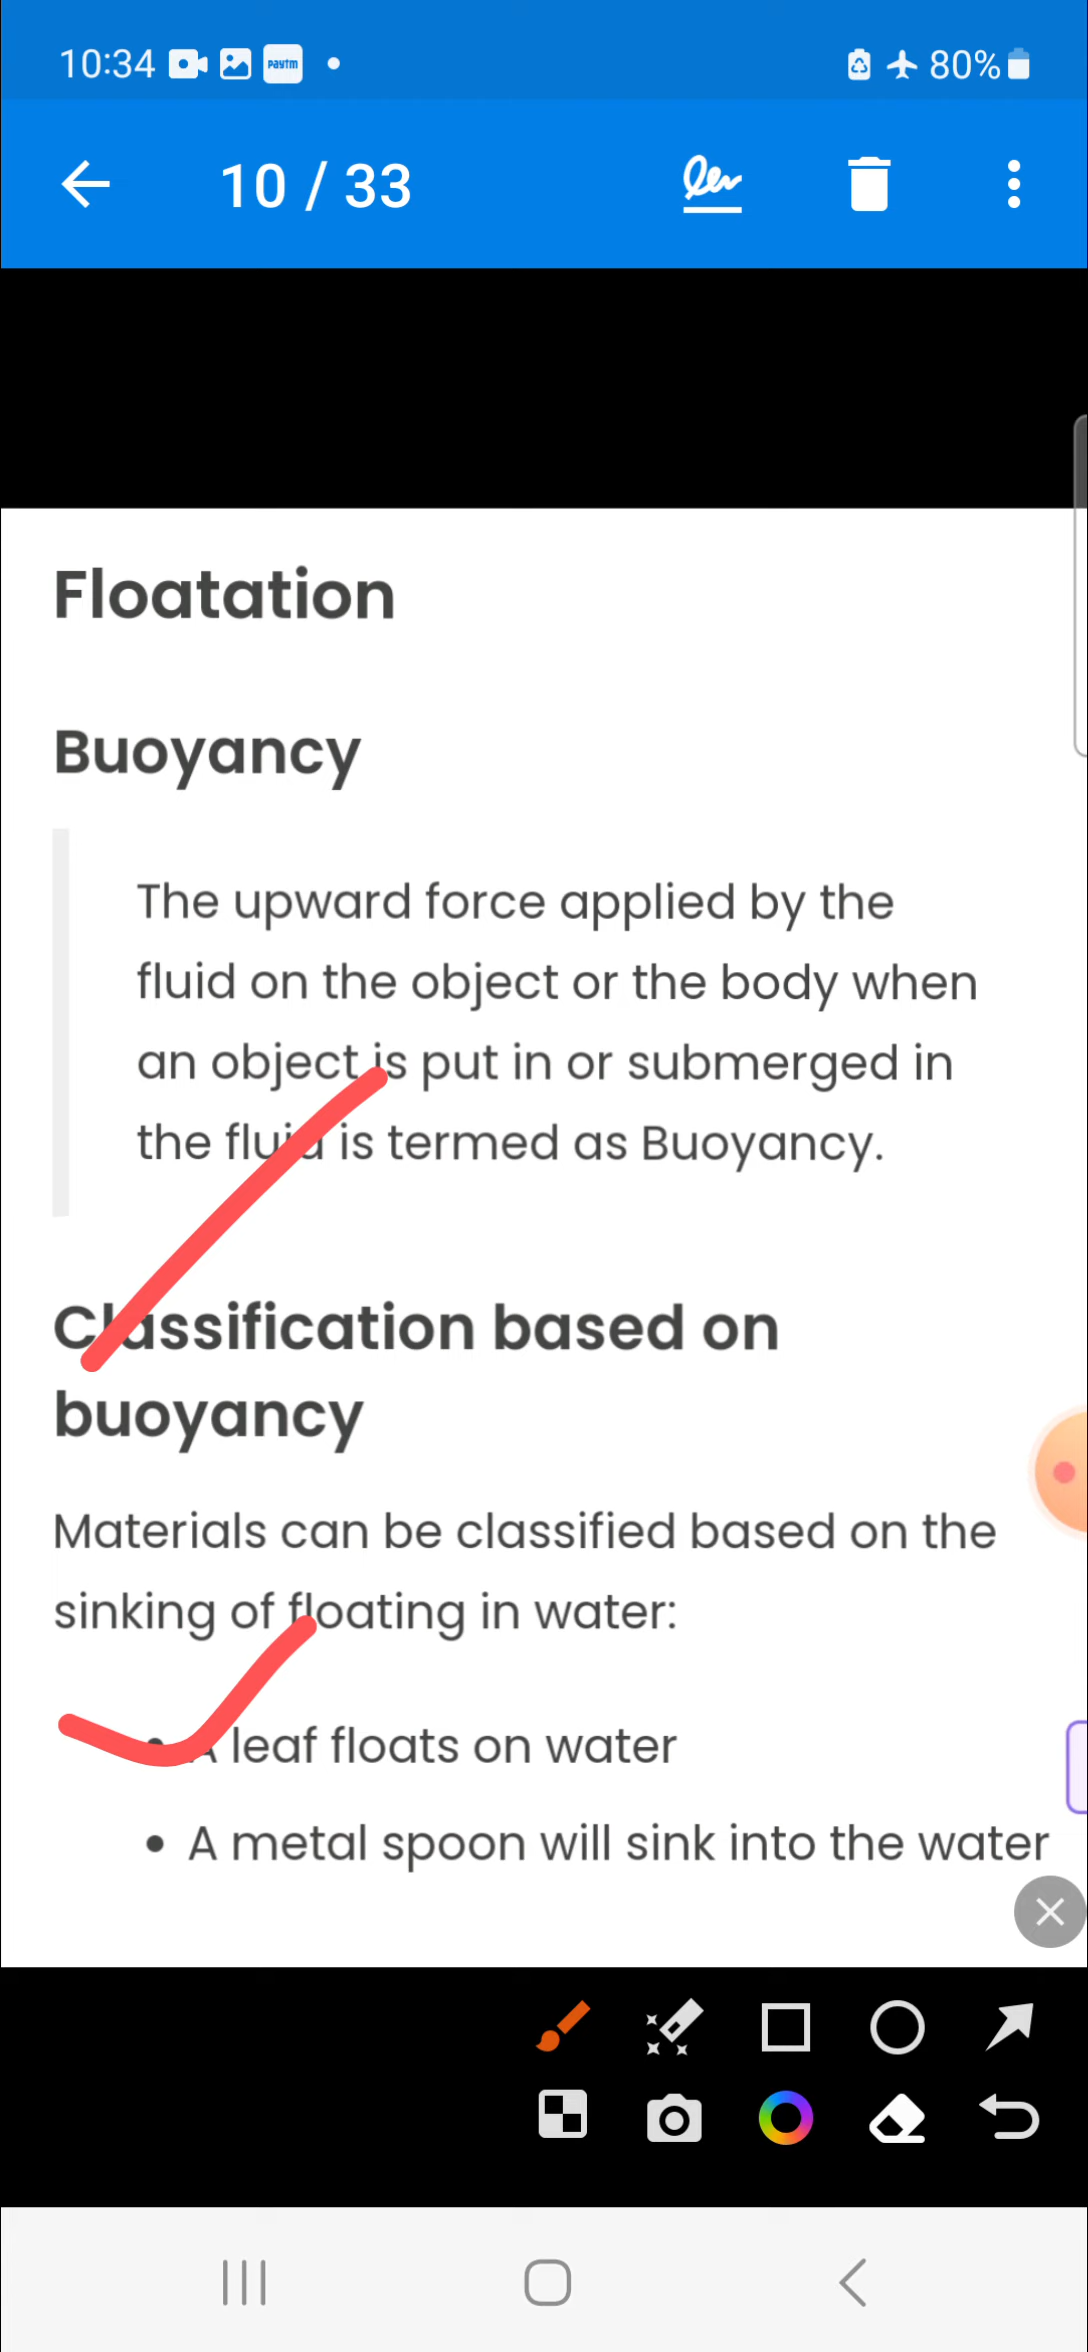 10:34 Paytm 80%
10 / 33
Floatation
Buoyancy
The upward force applied by the
fluid on the object or the body when
an object is put in or submerged in
the fluid is termed as Buoyancy.
Classification based on
buoyancy
Materials can be classified based on the
sinking of floating in water:
• A leaf floats on water
• A metal spoon will sink into the water